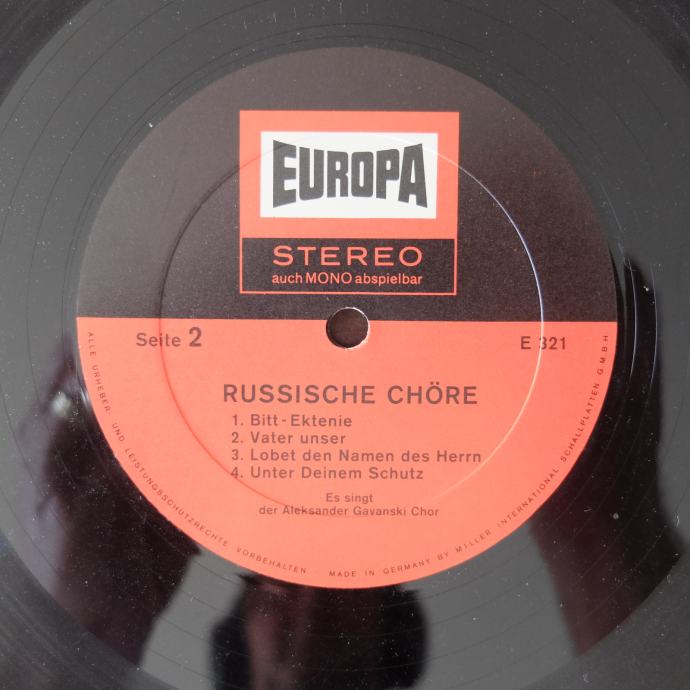 EUROPA
STEREO
auch MONO abspielbar
Seite 2
E 321
RUSSISCHE CHÖRE
1. Bitt-Ektenie
2. Vater unser
3. Lobet den Namen des Herrn
4. Unter Deinem Schutz
Es singt
der Aleksander Gavanski Chor
ALLE URHEBER- UND LEISTUNGSSCHUTZRECHTE VORBEHALTEN
MADE IN GERMANY BY MILLER INTERNATIONAL SCHALLPLATTEN G.M.B.H